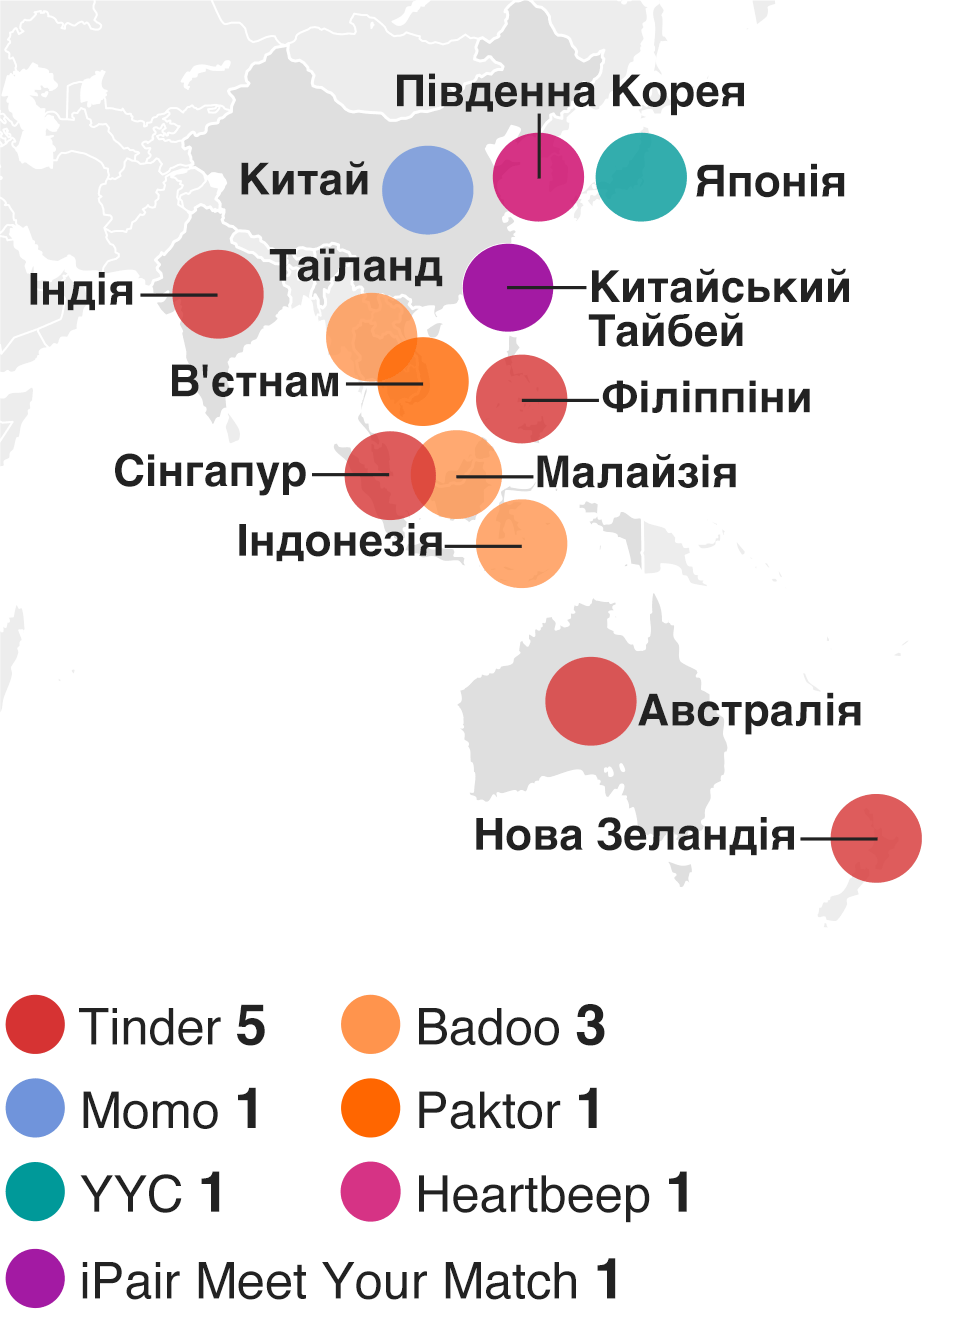 Південна Корея
Китай
Японія
Таїланд
Індія
Китайський
Тайбей
В'єтнам
Філіппіни
Сінгапур
Малайзія
Індонезія
Австралія
Нова Зеландія
Tinder 5
Badoo 3
Momo 1
Paktor 1
YYC 1
Heartbeep 1
iPair Meet Your Match 1